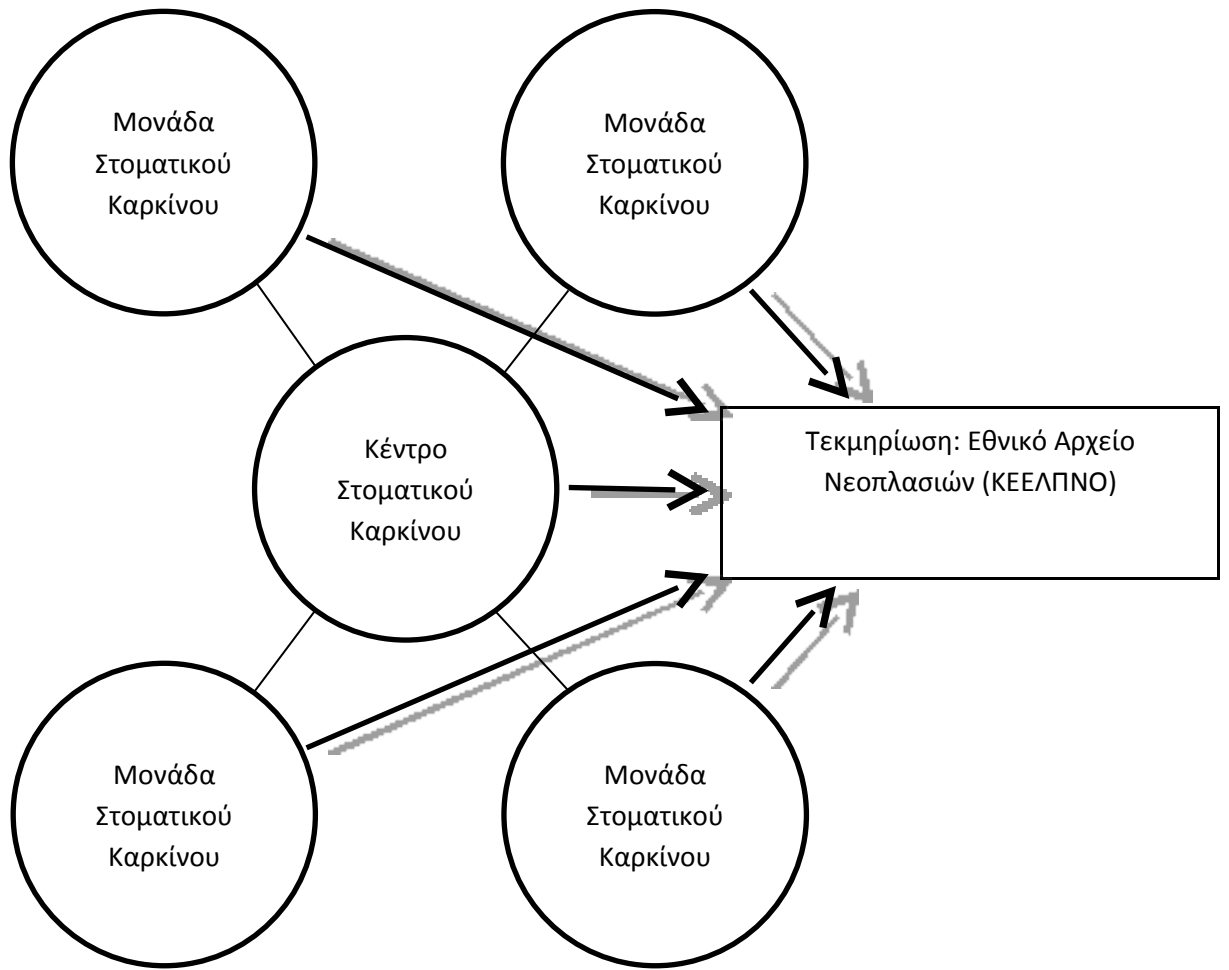 Μονάδα
Στοματικού
Καρκίνου
Μονάδα
Στοματικού
Καρκίνου
Κέντρο
Στοματικού
Καρκίνου
Τεκμηρίωση: Εθνικό Αρχείο
Νεοπλασιών (ΚΕΕΛΠΝΟ)
Μονάδα
Στοματικού
Καρκίνου
Μονάδα
Στοματικού
Καρκίνου